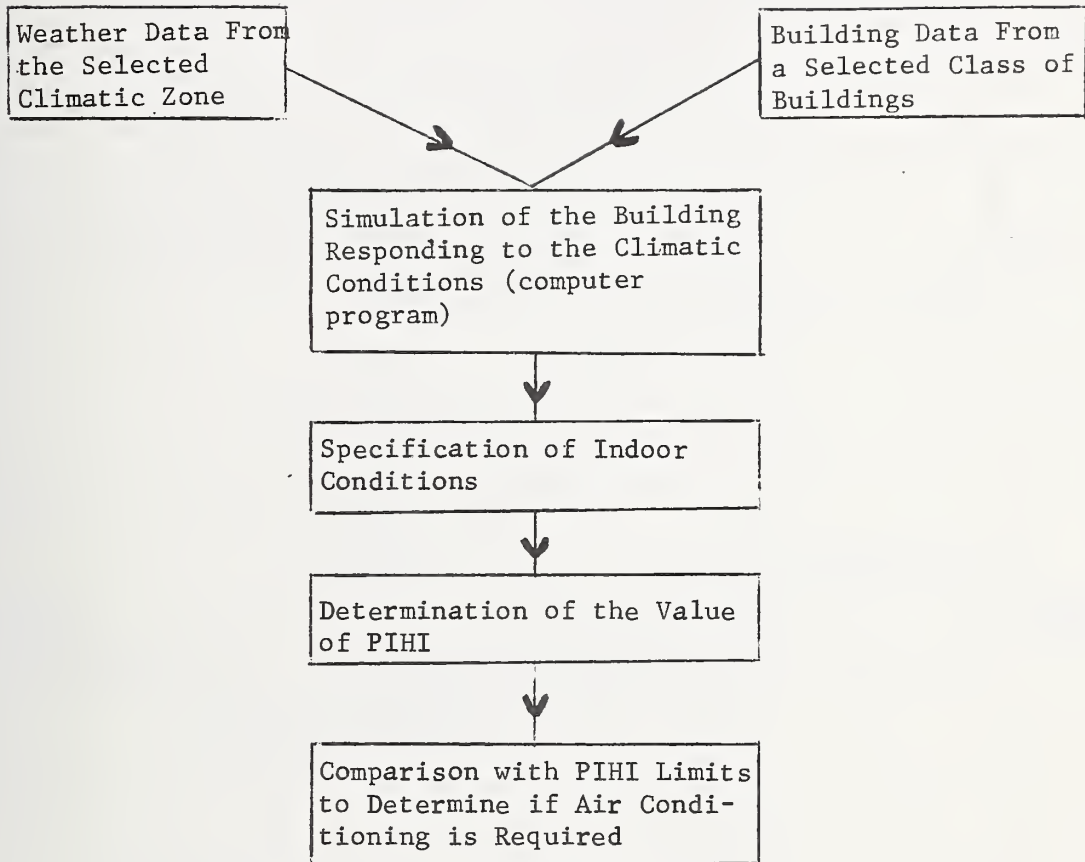 Weather Data From
the Selected
Climatic Zone
Building Data From
a Selected Class of
Buildings
Simulation of the Building
Responding to the Climatic
Conditions (computer
program)
Specification of Indoor
Conditions
Determination of the Value
of PIHI
Comparison with PIHI Limits
to Determine if Air Condi-
tioning is Required